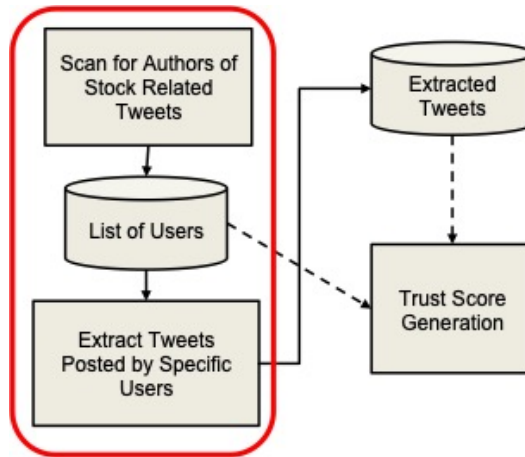 Scan for Authors of
Stock Related
Tweets
List of Users
Extract Tweets
Posted by Specific
Users
Extracted
Tweets
Trust Score
Generation